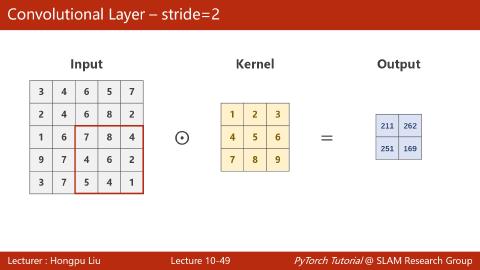 Convolutional Layer – stride=2
Input Kernel Output
3 4 6 5 7
2 4 6 8 2
1 6 7 8 4
9 7 4 6 2
3 7 5 4 1
⊙
1 2 3
4 5 6
7 8 9
=
211 262
251 169
Lecturer : Hongpu Liu Lecture 10-49 PyTorch Tutorial @ SLAM Research Group